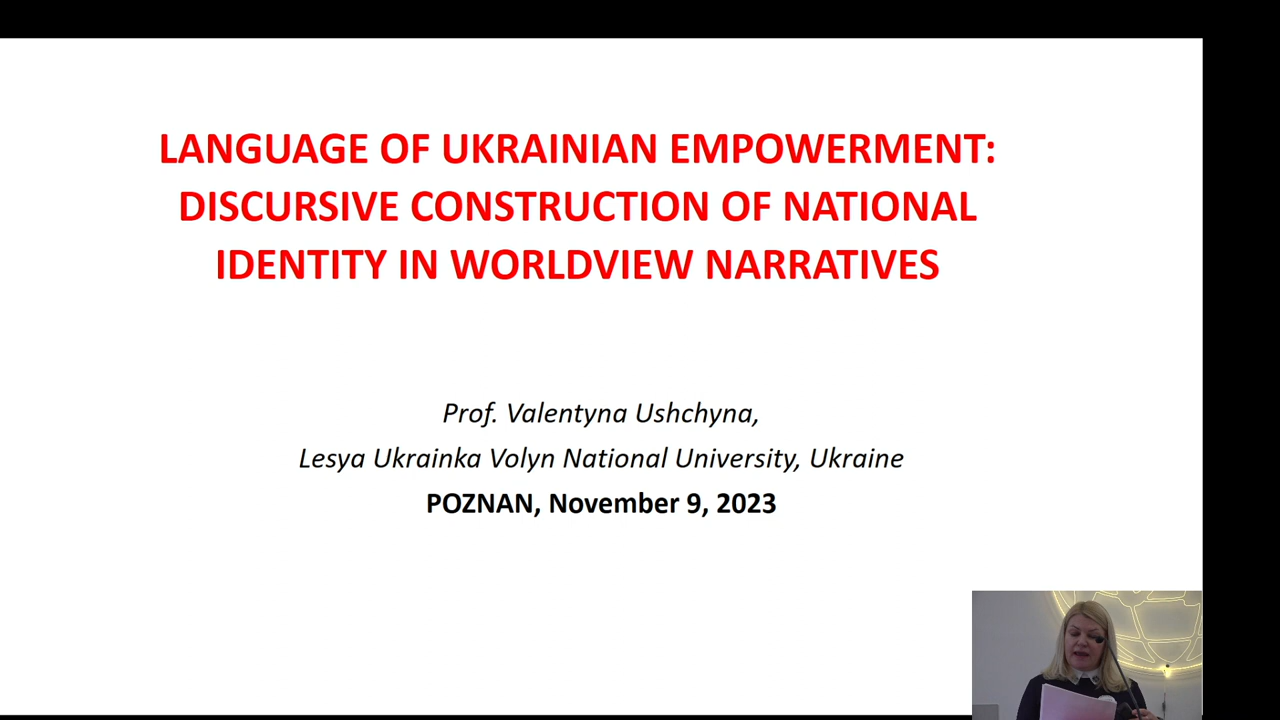 LANGUAGE OF UKRAINIAN EMPOWERMENT:
DISCURSIVE CONSTRUCTION OF NATIONAL
IDENTITY IN WORLDVIEW NARRATIVES
Prof. Valentyna Ushchyna,
Lesya Ukrainka Volyn National University, Ukraine
POZNAN, November 9, 2023